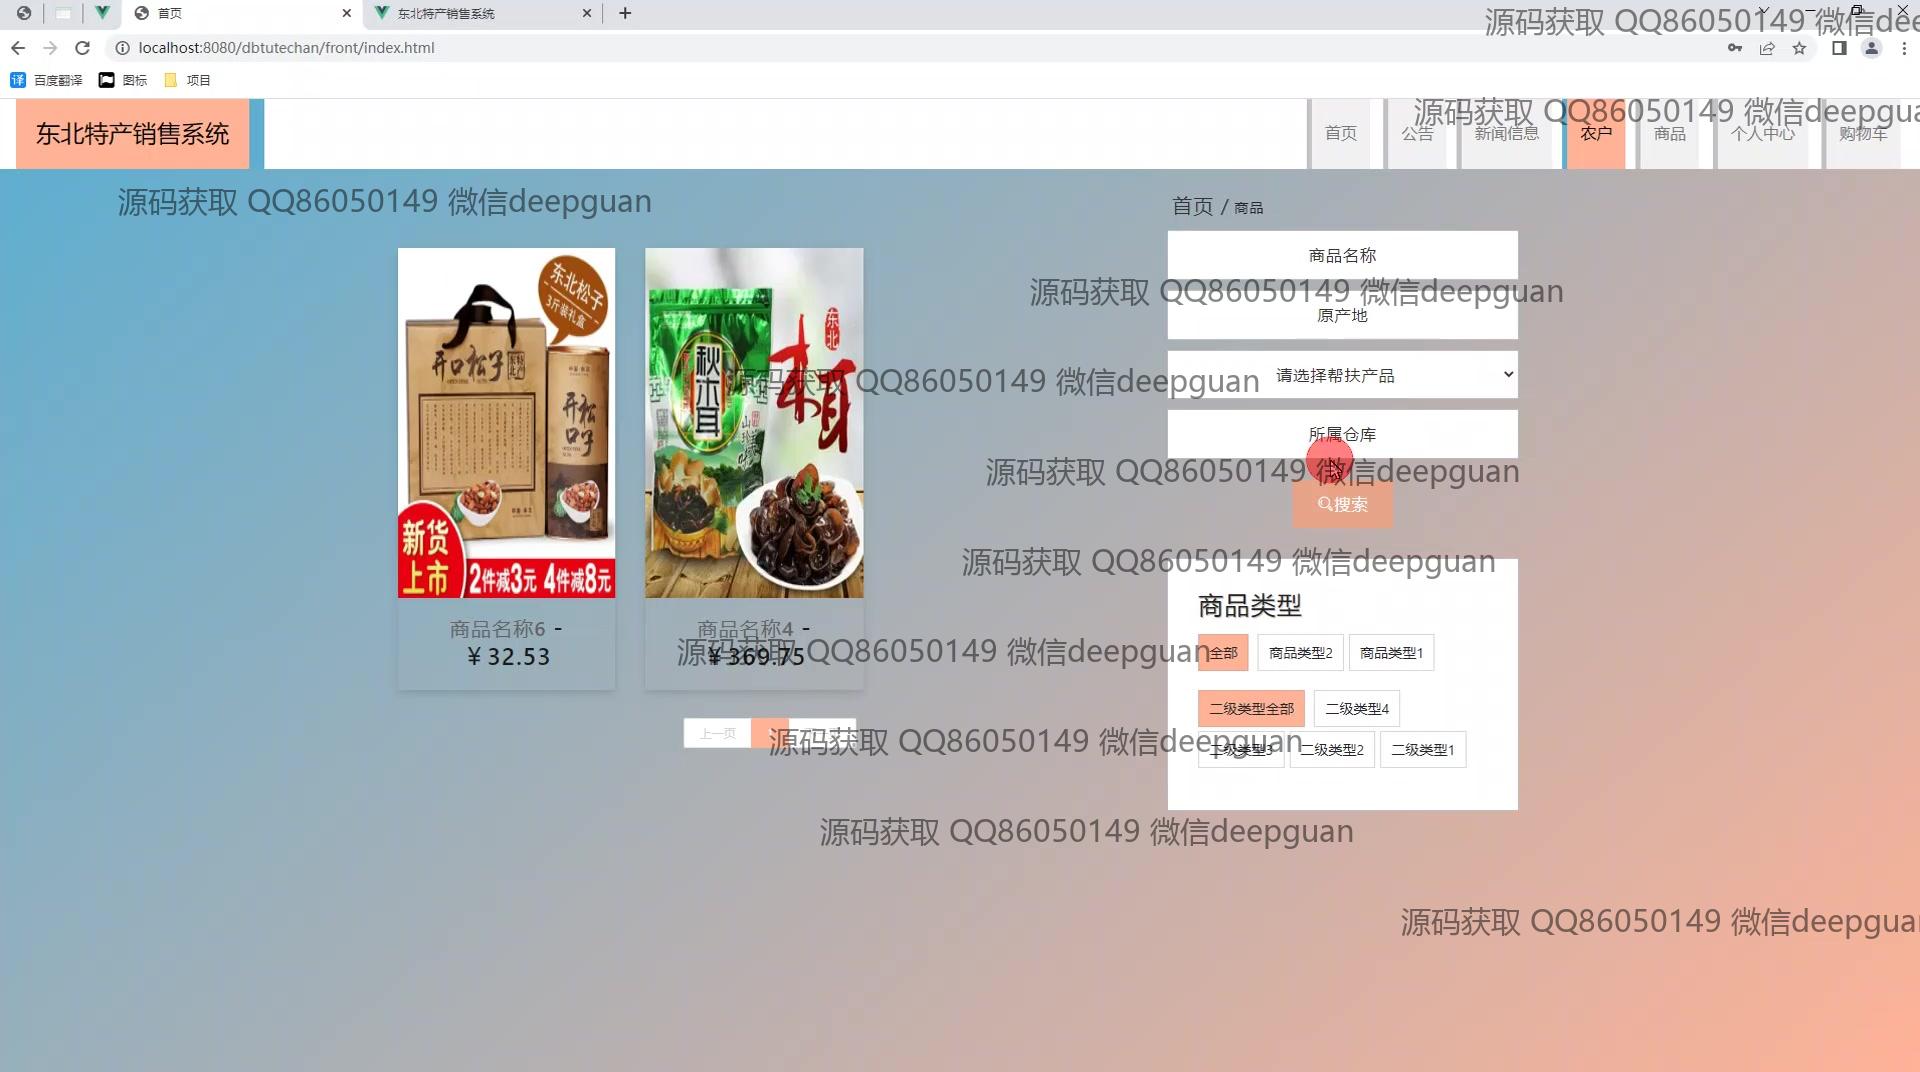 首页
东北特产销售系统
localhost:8080/dbtutechan/front/index.html
百度翻译
图标
项目
源码获取 QQ86050149 微信deepg
东北特产销售系统
首页
公告
新闻信息
农户
商品
个人中心
购物车
源码获取 QQ86050149 微信deepgua
源码获取 QQ86050149 微信deepguan
首页 / 商品
商品名称
源码获取 QQ86050149 微信deepguan
原产地
请选择帮扶产品
源码获取 QQ86050149 微信deepguan
所属仓库
源码获取 QQ86050149 微信deepguan
搜索
东北松子
3斤装礼盒
开口松子
东北特产
开口松子
新货
上市
2件减3元 4件减8元
东北
秋木耳
山珍
源码获取 QQ86050149 微信deepguan
商品名称6 -
¥ 32.53
商品名称4 -
¥ 369.75
源码获取 QQ86050149 微信deepguan
商品类型
全部
商品类型2
商品类型1
二级类型全部
二级类型4
二级类型3
二级类型2
二级类型1
上一页
源码获取 QQ86050149 微信deepguan
源码获取 QQ86050149 微信deepguan
源码获取 QQ86050149 微信deepgua